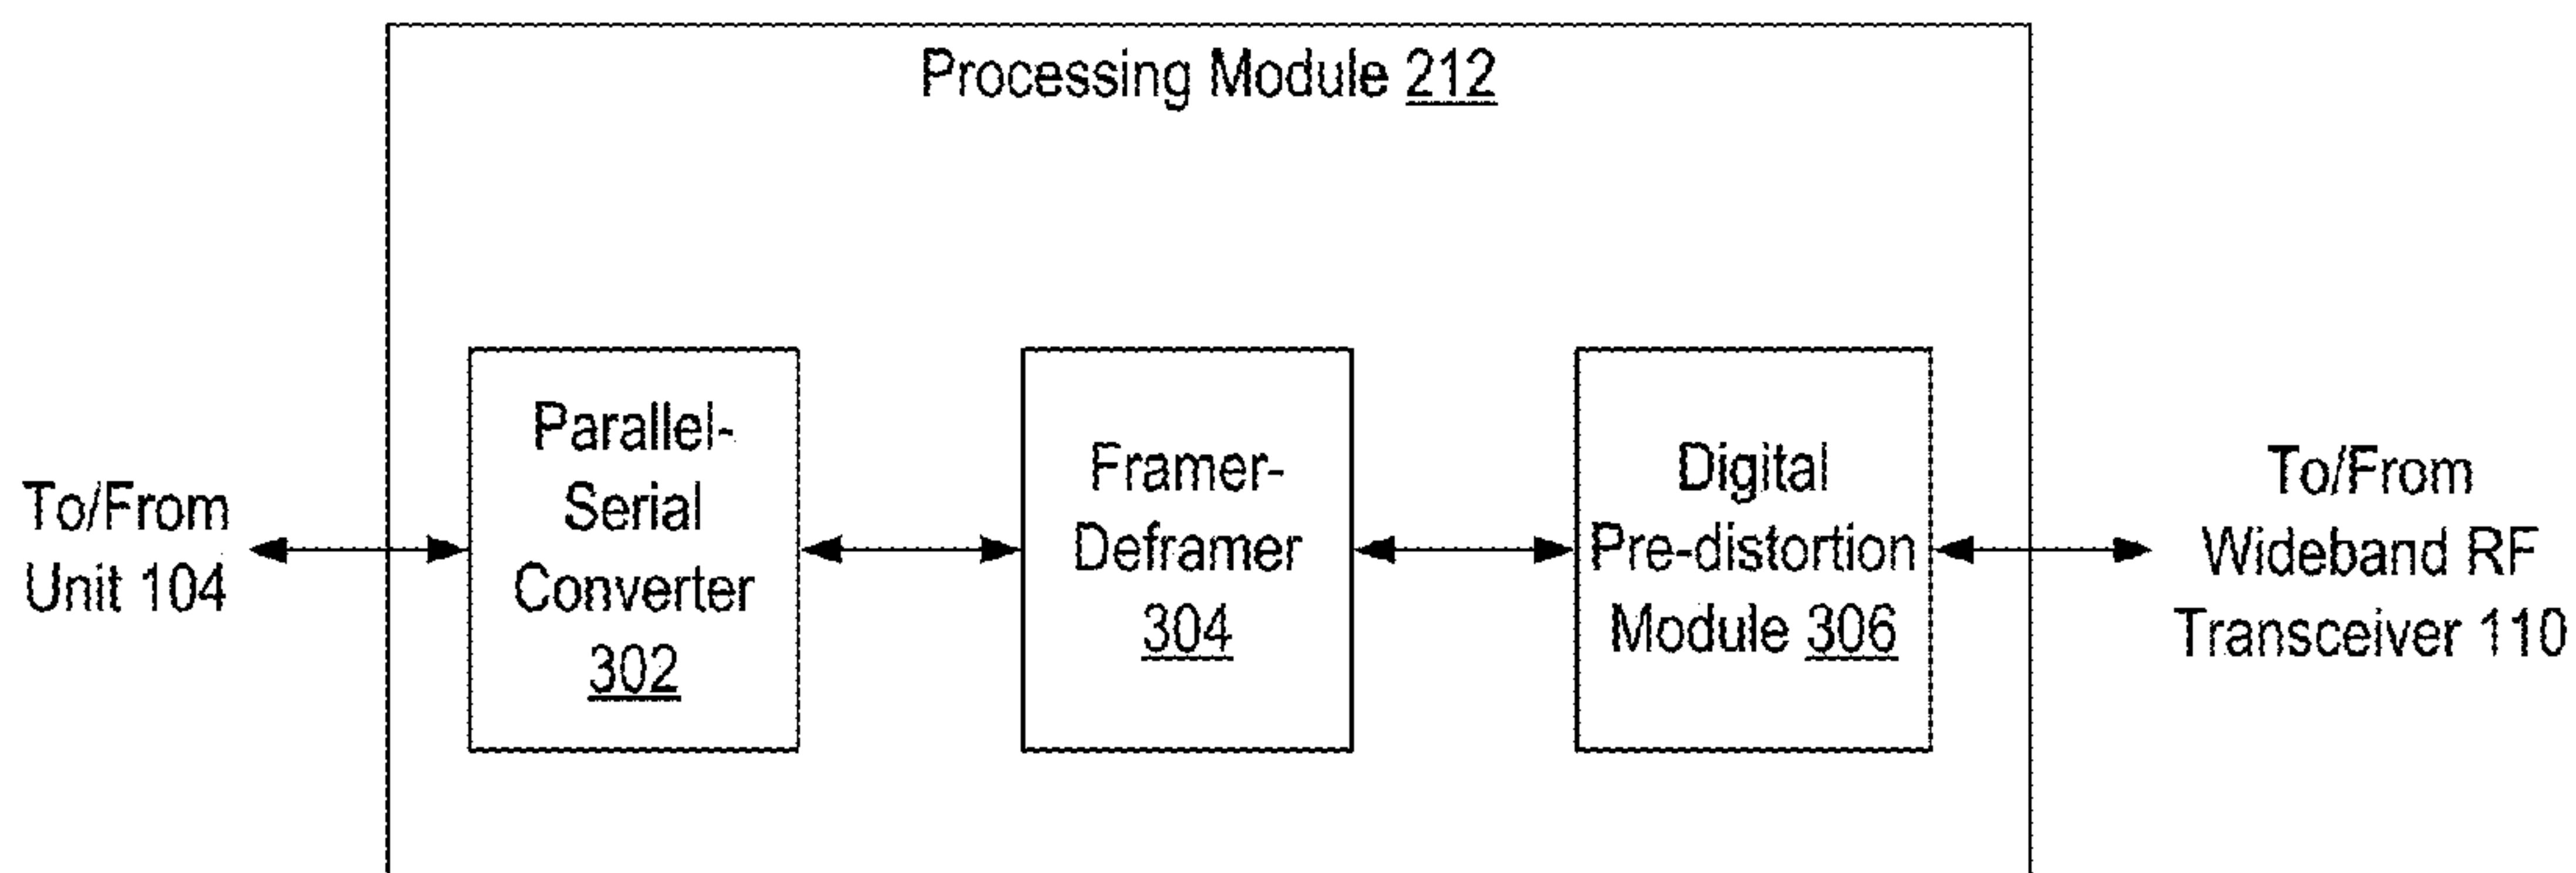 Processing Module 212
To/From
Unit 104
Parallel-
Serial
Converter
302
Framer-
Deframer
304
Digital
Pre-distortion
Module 306
To/From
Wideband RF
Transceiver 110